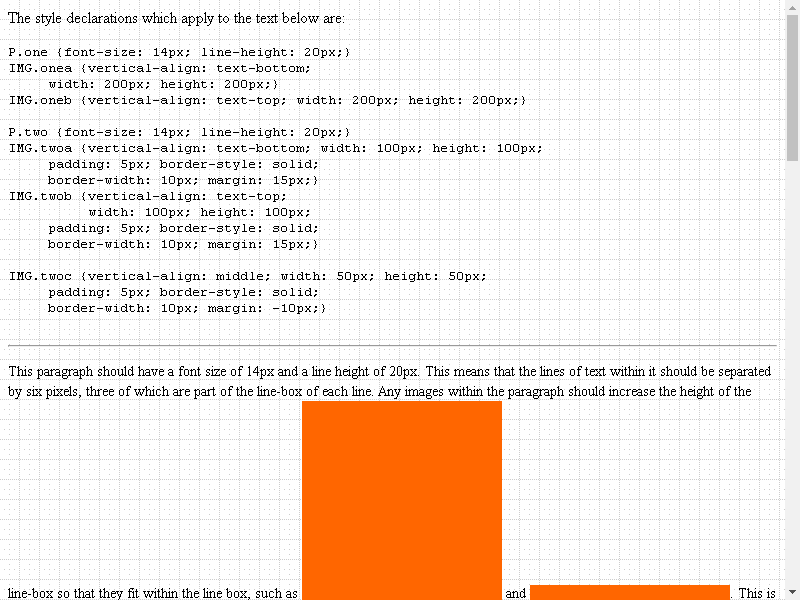 The style declarations which apply to the text below are:
P.one {font-size: 14px; line-height: 20px;}
IMG.onea {vertical-align: text-bottom;
width: 200px; height: 200px;}
IMG.oneb {vertical-align: text-top; width: 200px; height: 200px;}
P.two {font-size: 14px; line-height: 20px;}
IMG.twoa {vertical-align: text-bottom; width: 100px; height: 100px;
padding: 5px; border-style: solid;
border-width: 10px; margin: 15px;}
IMG.twob {vertical-align: text-top;
width: 100px; height: 100px;
padding: 5px; border-style: solid;
border-width: 10px; margin: 15px;}
IMG.twoc {vertical-align: middle; width: 50px; height: 50px;
padding: 5px; border-style: solid;
border-width: 10px; margin: -10px;}
This paragraph should have a font size of 14px and a line height of 20px. This means that the lines of text within it should be separated
by six pixels, three of which are part of the line-box of each line. Any images within the paragraph should increase the height of the
line-box so that they fit within the line box, such as and . This is